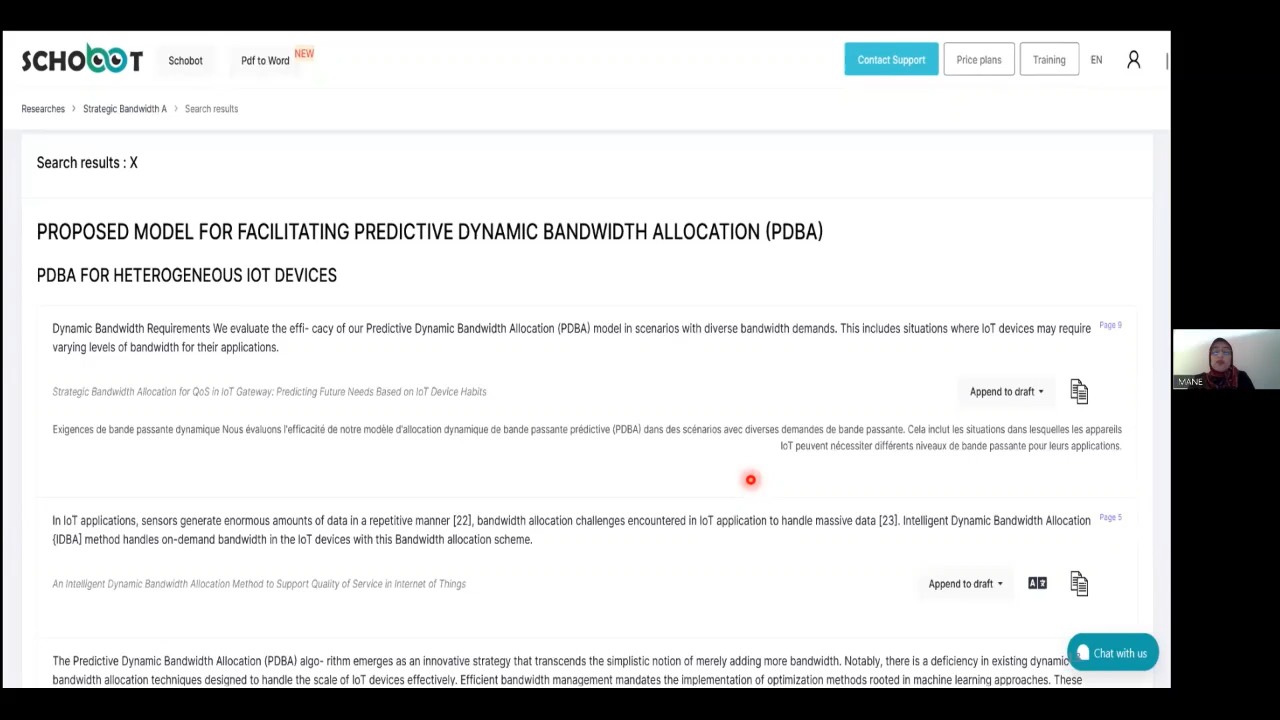 SCHOBOT
Schobot
Pdf to Word
NEW
Contact Support
Price plans
Training
EN
Researches > Strategic Bandwidth A > Search results
Search results : X
PROPOSED MODEL FOR FACILITATING PREDICTIVE DYNAMIC BANDWIDTH ALLOCATION (PDBA)
PDBA FOR HETEROGENEOUS IOT DEVICES
Dynamic Bandwidth Requirements We evaluate the effi- cacy of our Predictive Dynamic Bandwidth Allocation (PDBA) model in scenarios with diverse bandwidth demands. This includes situations where IoT devices may require
varying levels of bandwidth for their applications.
Page 9
Strategic Bandwidth Allocation for QoS in IoT Gateway: Predicting Future Needs Based on IoT Device Habits
Append to draft
Exigences de bande passante dynamique Nous évaluons l'efficacité de notre modèle d'allocation dynamique de bande passante prédictive (PDBA) dans des scénarios avec diverses demandes de bande passante. Cela inclut les situations dans lesquelles les appareils
IoT peuvent nécessiter différents niveaux de bande passante pour leurs applications.
In IoT applications, sensors generate enormous amounts of data in a repetitive manner [22], bandwidth allocation challenges encountered in IoT application to handle massive data [23]. Intelligent Dynamic Bandwidth Allocation
{IDBA] method handles on-demand bandwidth in the IoT devices with this Bandwidth allocation scheme.
Page 5
An Intelligent Dynamic Bandwidth Allocation Method to Support Quality of Service in Internet of Things
Append to draft
The Predictive Dynamic Bandwidth Allocation (PDBA) algo- rithm emerges as an innovative strategy that transcends the simplistic notion of merely adding more bandwidth. Notably, there is a deficiency in existing dynamic
bandwidth allocation techniques designed to handle the scale of IoT devices effectively. Efficient bandwidth management mandates the implementation of optimization methods rooted in machine learning approaches. These
Chat with us
MANE